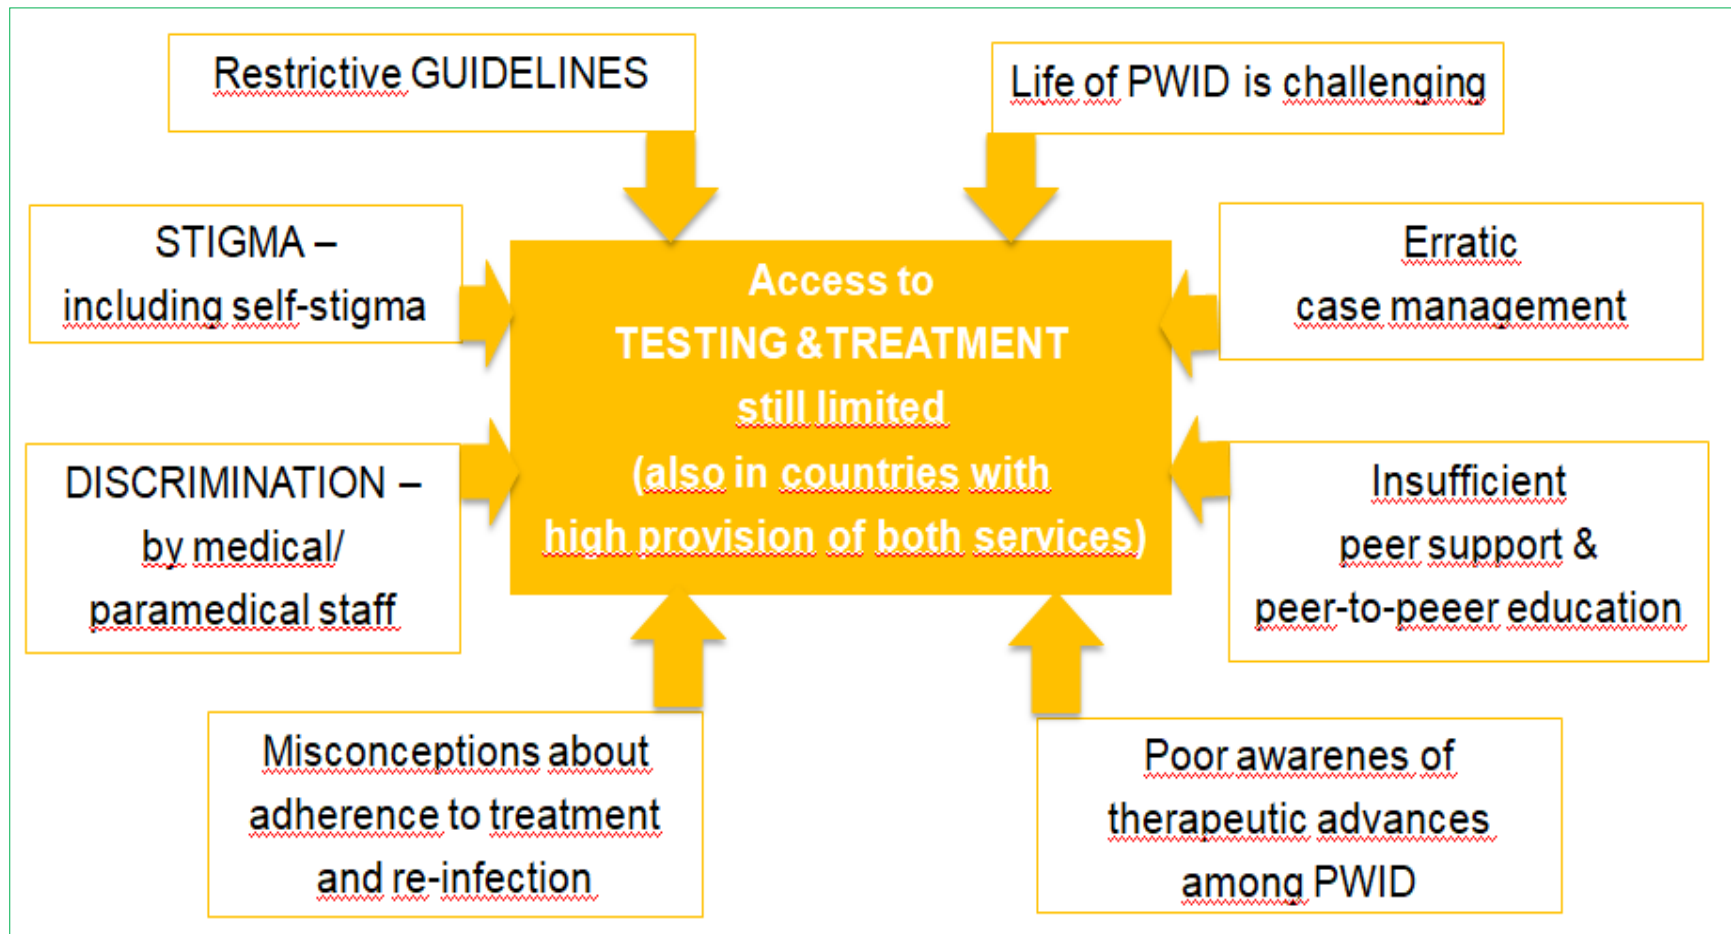 Restrictive GUIDELINES
Life of PWID is challenging
STIGMA –
including self-stigma
DISCRIMINATION –
by medical/
paramedical staff
Access to
TESTING &TREATMENT
still limited
(also in countries with
high provision of both services)
Erratic
case management
Insufficient
peer support &
peer-to-peeer education
Misconceptions about
adherence to treatment
and re-infection
Poor awarenes of
therapeutic advances
among PWID